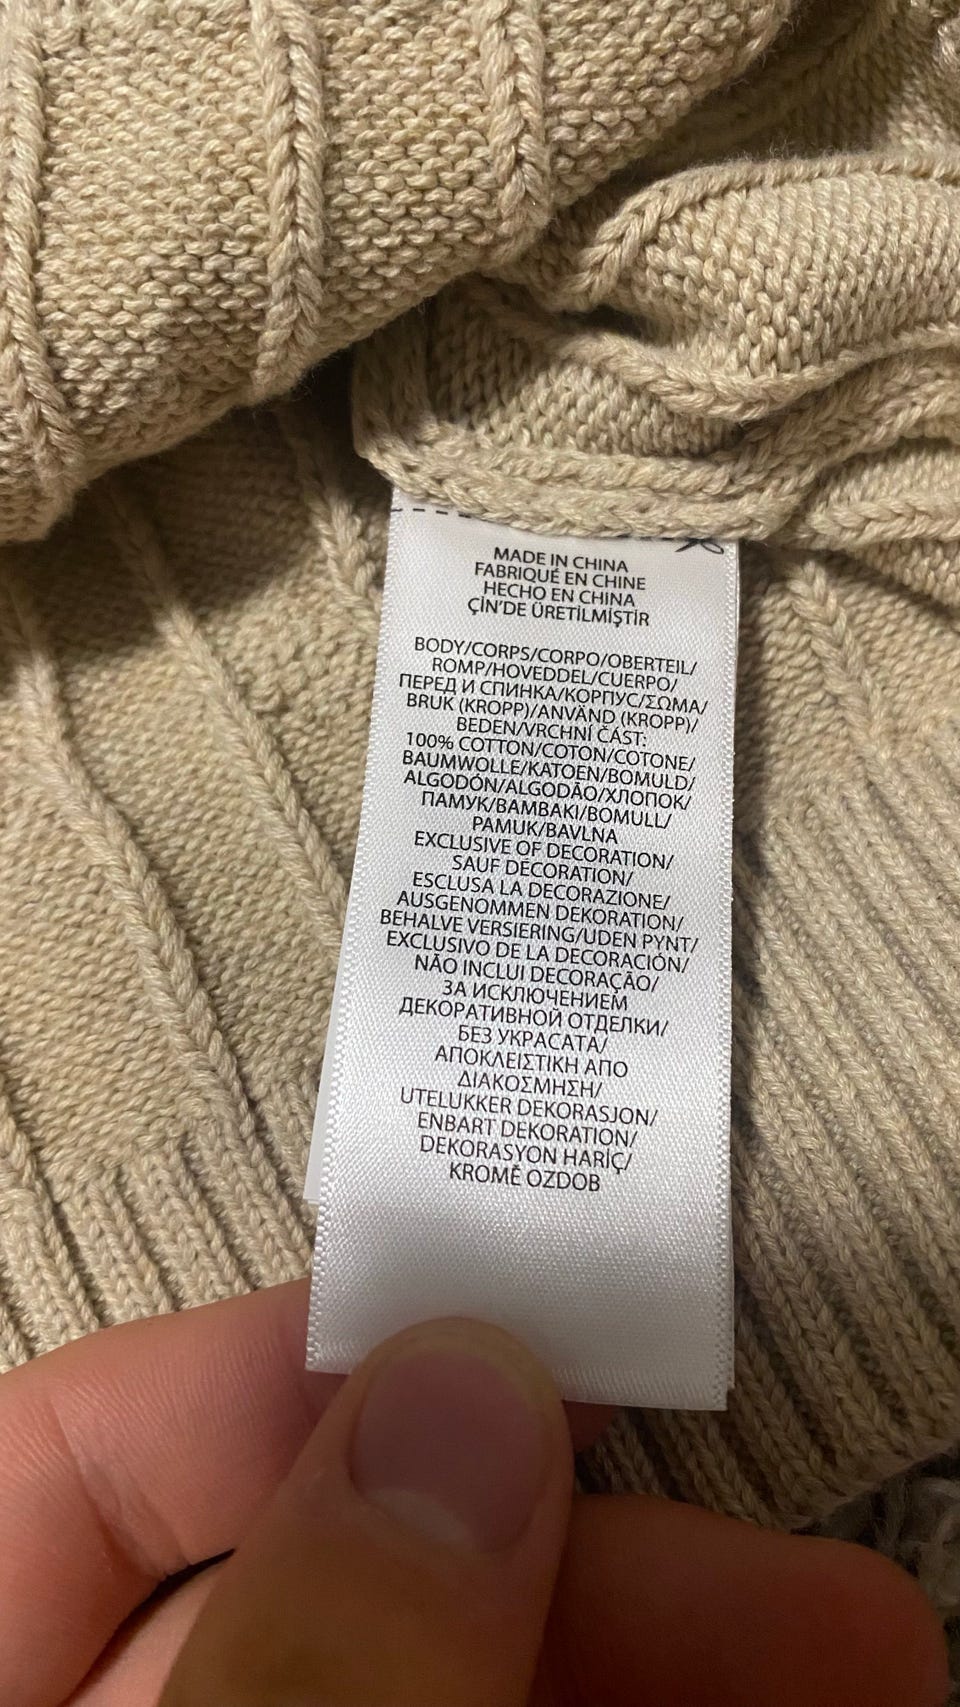 MADE IN CHINA
FABRIQUÉ EN CHINE
HECHO EN CHINA
ÇİN'DE ÜRETİLMİŞTİR
BODY/CORPS/CORPO/OBERTEIL/
ROMP/HOVEDDEL/CUERPO/
ПЕРЕД И СПИНКА/КОРПУС/ΣΩΜΑ/
BRUK (KROPP)/ANVÄND (KROPP)/
BEDEN/VRCHNÍ ČÁST:
100% COTTON/COTON/COTONE/
BAUMWOLLE/KATOEN/BOMULD/
ALGODÓN/ALGODÃO/ХЛОПОК/
ПАМУК/ΒΑΜΒΑΚΙ/BOMULL/
PAMUK/BAVLNA
EXCLUSIVE OF DECORATION/
SAUF DÉCORATION/
ESCLUSA LA DECORAZIONE/
AUSGENOMMEN DEKORATION/
BEHALVE VERSIERING/UDEN PYNT/
EXCLUSIVO DE LA DECORACIÓN/
NÃO INCLUI DECORAÇÃO/
ЗА ИСКЛЮЧЕНИЕМ
ДЕКОРАТИВНОЙ ОТДЕЛКИ/
БЕЗ УКРАСАТА/
ΑΠΟΚΛΕΙΣΤΙΚΗ ΑΠΟ
ΔΙΑΚΟΣΜΗΣΗ/
UTELUKKER DEKORASJON/
ENBART DEKORATION/
DEKORASYON HARİÇ/
KROMĚ OZDOB